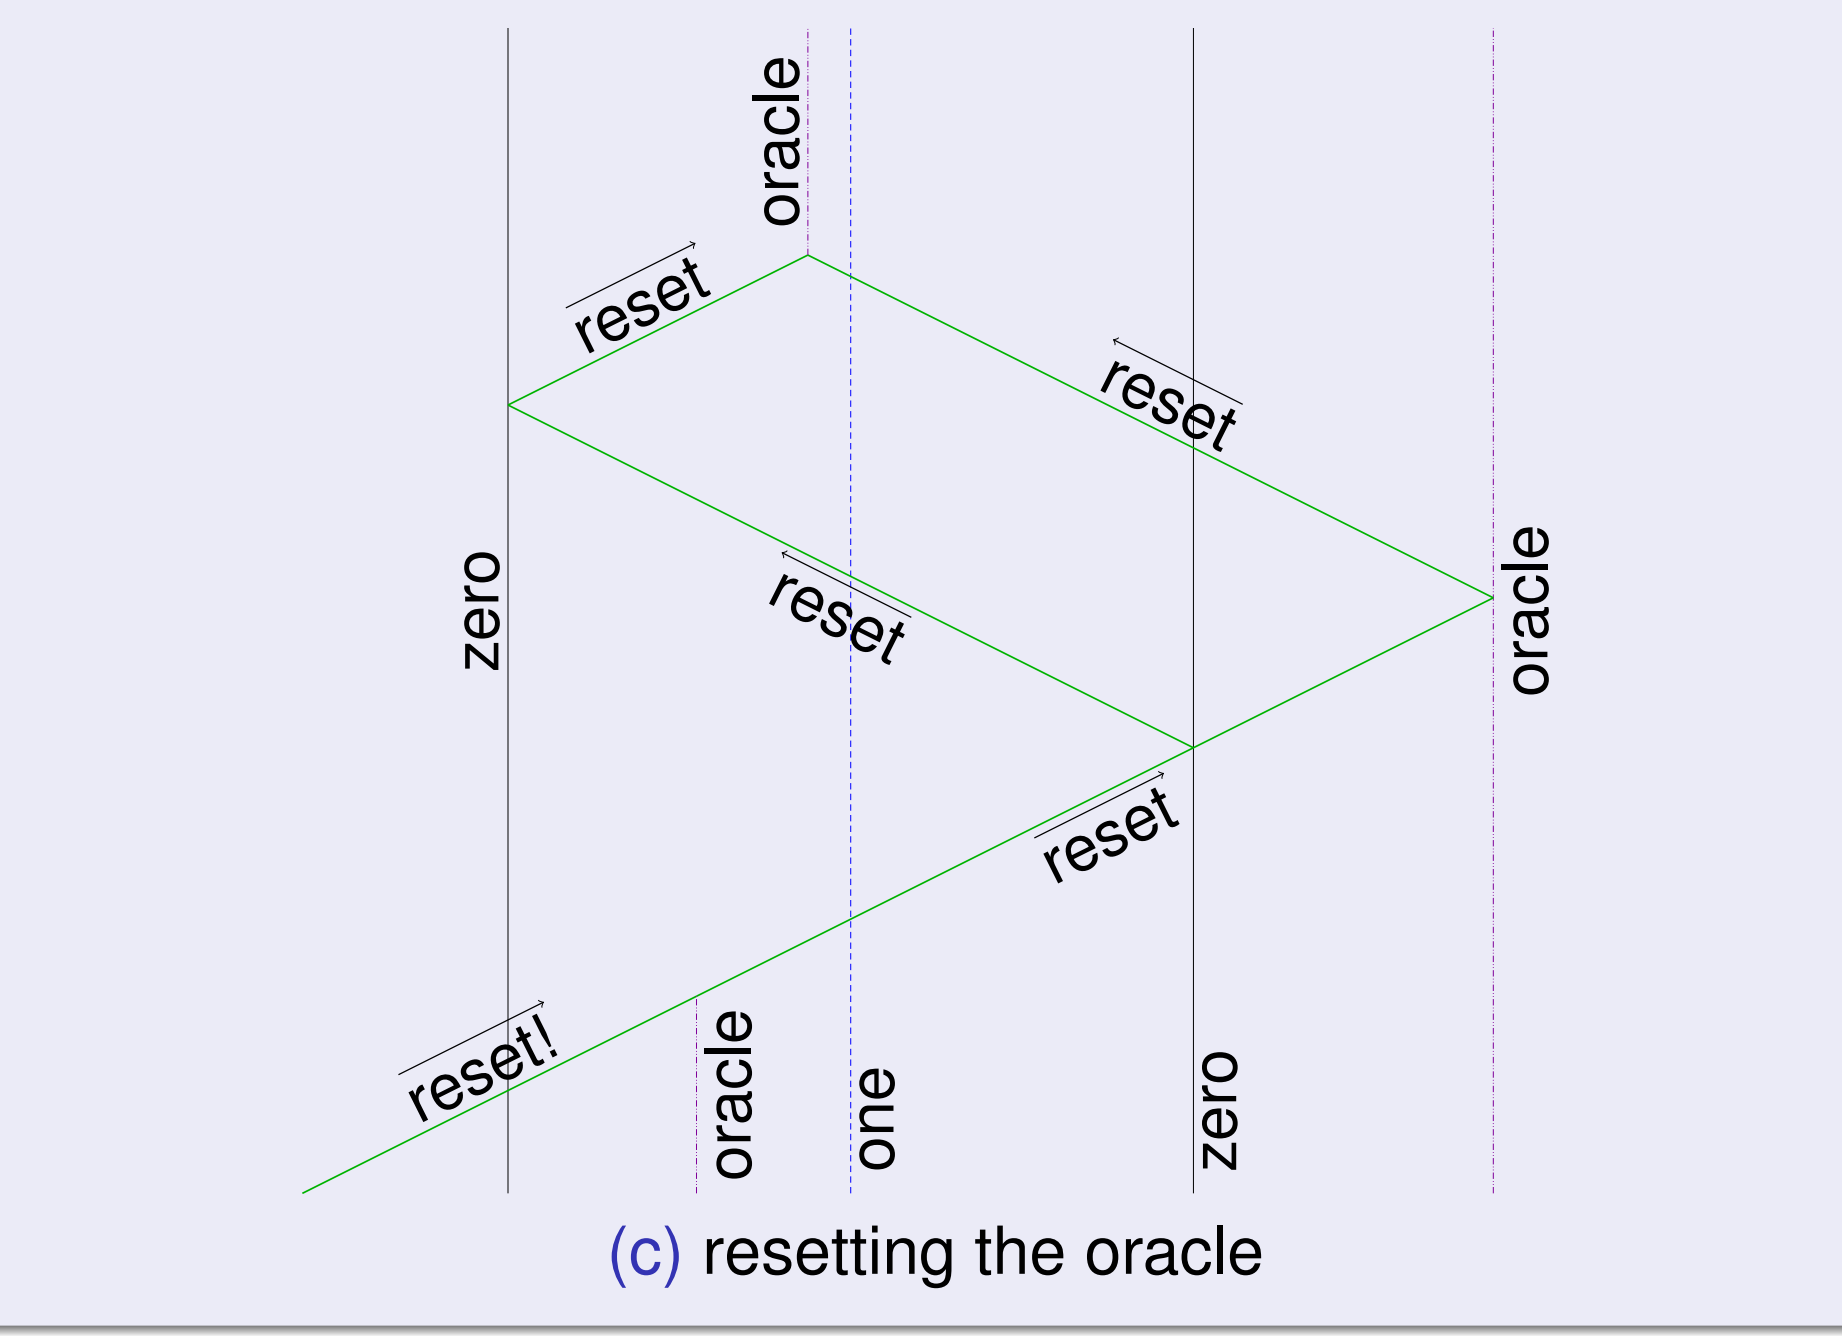 oracle
reset
reset
zero
reset
oracle
reset
reset!
oracle
one
zero
(c) resetting the oracle